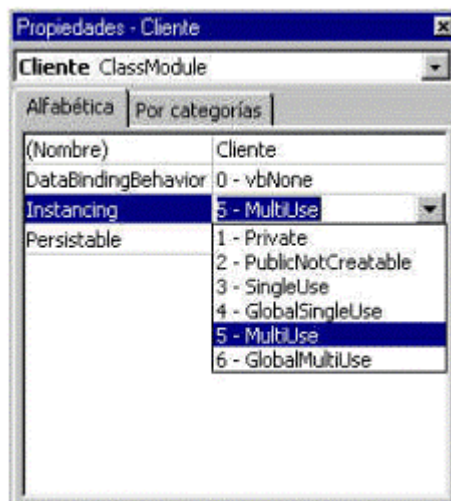 Propiedades - Cliente
Cliente ClassModule
Alfabética Por categorías
(Nombre) Cliente
DataBindingBehavior 0 - vbNone
Instancing 5 - MultiUse
Persistable
1 - Private
2 - PublicNotCreatable
3 - SingleUse
4 - GlobalSingleUse
5 - MultiUse
6 - GlobalMultiUse